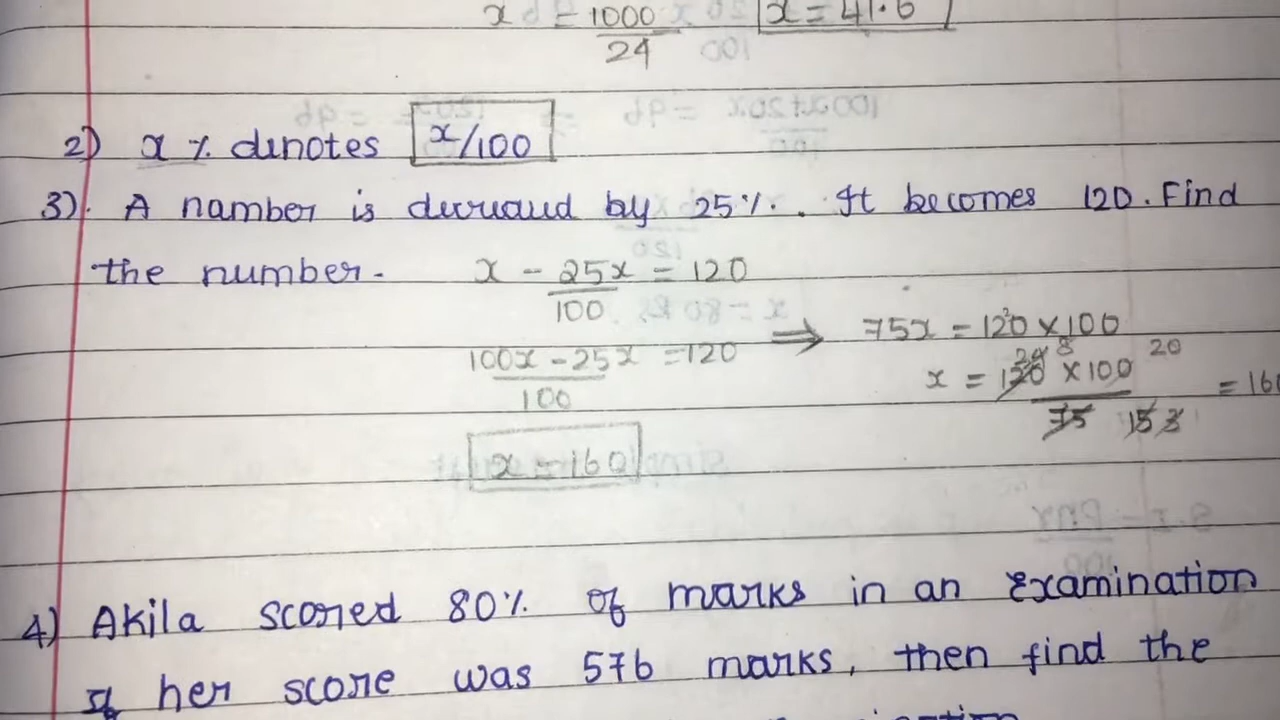 x = 1000/24 x = 41.6
2) x % denotes x/100
3). A namber is decreased by 25%. It becomes 120. Find
the number.
x - 25x/100 = 120
100x - 25x/100 = 120 ⇒ 75x = 120 x 100
x = 120 x 100/75 = 160
x = 160
4) Akila scored 80% of marks in an Examination
If her score was 576 marks, then find the